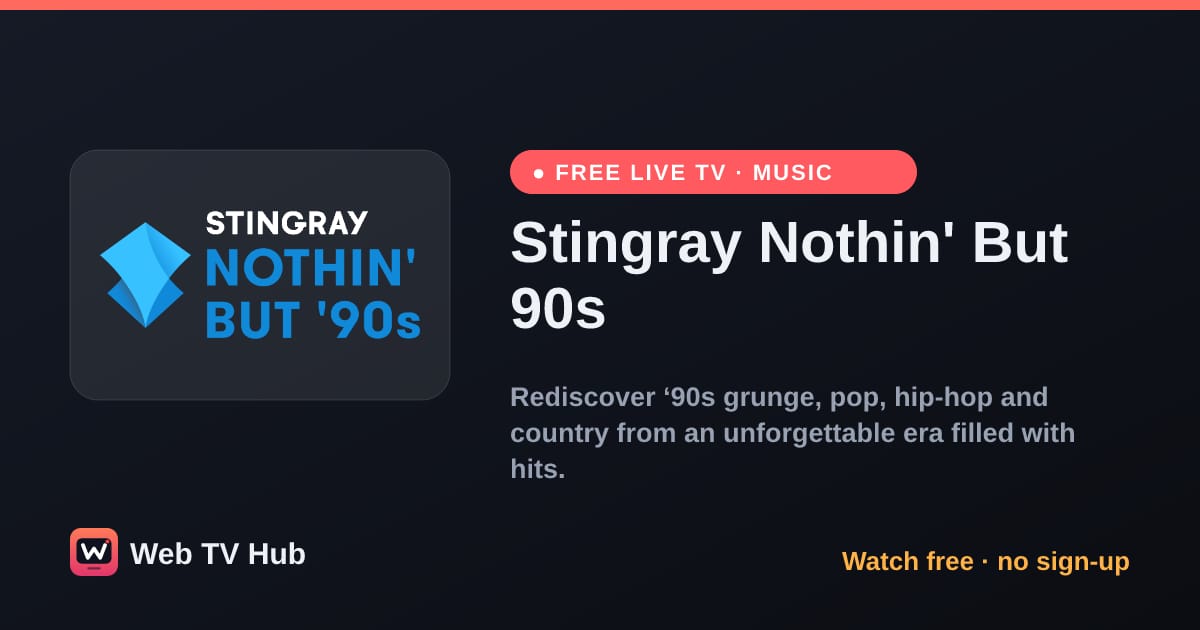 STINGRAY
NOTHIN'
BUT '90s
• FREE LIVE TV · MUSIC
Stingray Nothin' But
90s
Rediscover ‘90s grunge, pop, hip-hop and
country from an unforgettable era filled with
hits.
W
Web TV Hub
Watch free · no sign-up